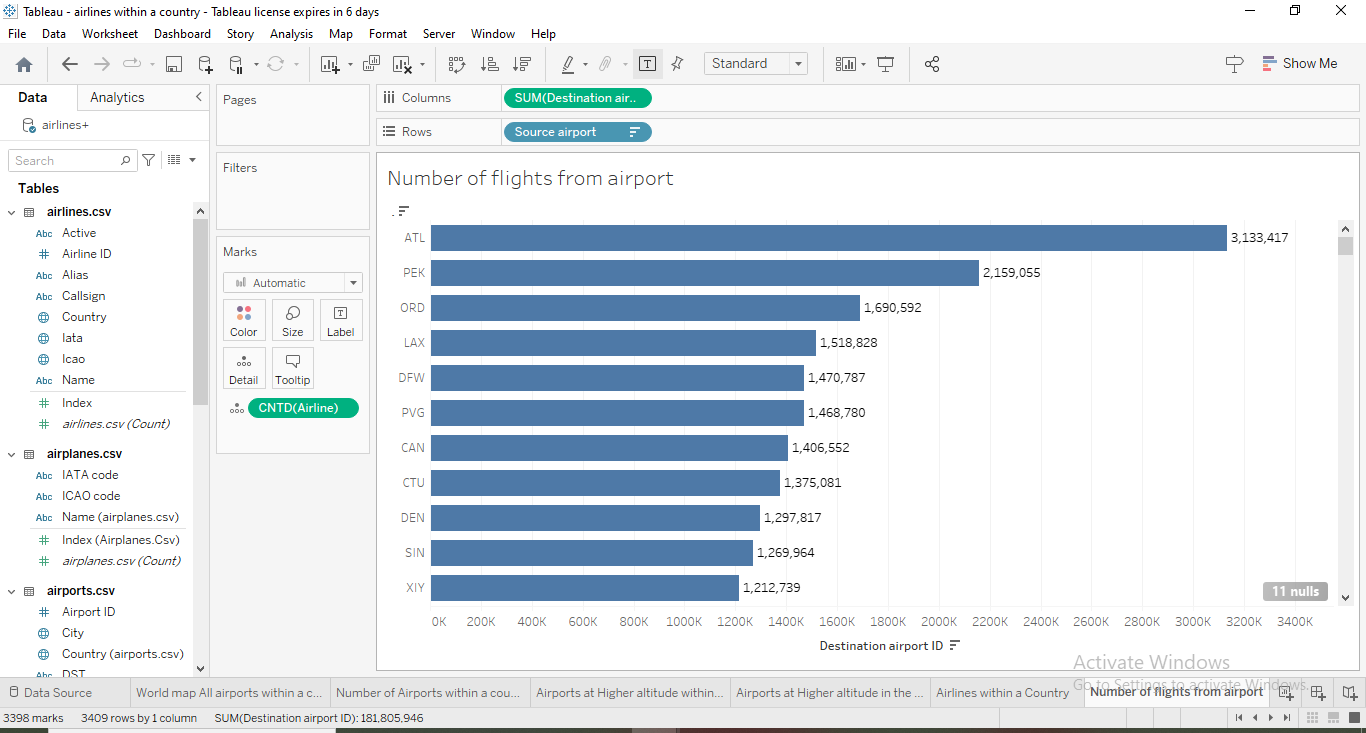 Tableau - airlines within a country - Tableau license expires in 6 days
File Data Worksheet Dashboard Story Analysis Map Format Server Window Help
Standard
Show Me
Data Analytics
airlines+
Search
Tables
airlines.csv
Abc Active
# Airline ID
Abc Alias
Abc Callsign
Country
Iata
Icao
Abc Name
# Index
# airlines.csv (Count)
airplanes.csv
Abc IATA code
Abc ICAO code
Abc Name (airplanes.csv)
# Index (Airplanes.Csv)
# airplanes.csv (Count)
airports.csv
# Airport ID
City
Country (airports.csv)
Abc DST
Pages
Filters
Marks
Automatic
Color Size Label
Detail Tooltip
CNTD(Airline)
Columns SUM(Destination air..
Rows Source airport
Number of flights from airport
ATL 3,133,417
PEK 2,159,055
ORD 1,690,592
LAX 1,518,828
DFW 1,470,787
PVG 1,468,780
CAN 1,406,552
CTU 1,375,081
DEN 1,297,817
SIN 1,269,964
XIY 1,212,739
11 nulls
0K 200K 400K 600K 800K 1000K 1200K 1400K 1600K 1800K 2000K 2200K 2400K 2600K 2800K 3000K 3200K 3400K
Destination airport ID
Activate Windows
Go to Settings to activate Windows.
Data Source World map All airports within a c... Number of Airports within a cou... Airports at Higher altitude within... Airports at Higher altitude in the ... Airlines within a Country Number of flights from airport
3398 marks 3409 rows by 1 column SUM(Destination airport ID): 181,805,946